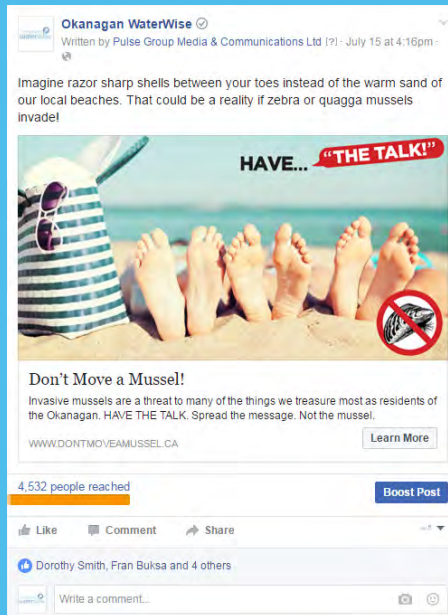 Okanagan WaterWise
Written by Pulse Group Media & Communications Ltd [?] · July 15 at 4:16pm ·
Imagine razor sharp shells between your toes instead of the warm sand of
our local beaches. That could be a reality if zebra or quagga mussels
invade!
HAVE... "THE TALK!"
Don't Move a Mussel!
Invasive mussels are a threat to many of the things we treasure most as residents of
the Okanagan. HAVE THE TALK. Spread the message. Not the mussel.
WWW.DONTMOVEAMUSSEL.CA
Learn More
4,532 people reached
Boost Post
Like Comment Share
Dorothy Smith, Fran Buksa and 4 others
Write a comment...